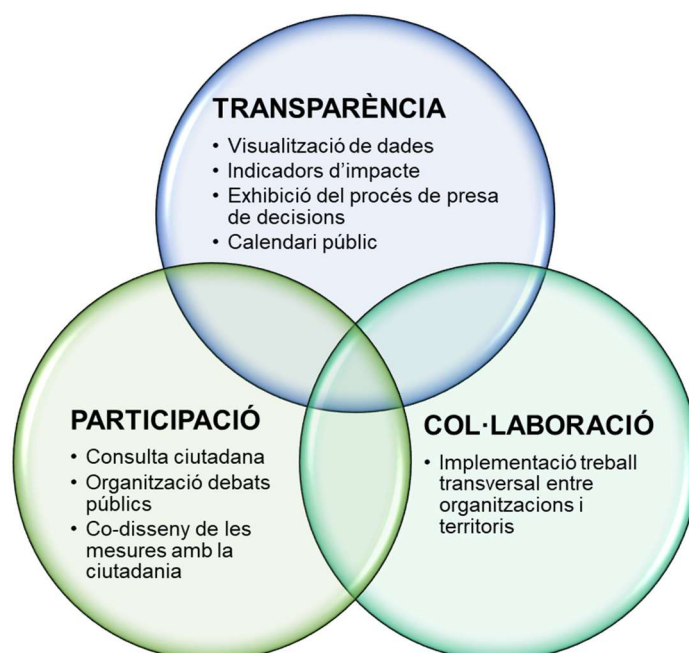 TRANSPARÈNCIA
• Visualització de dades
• Indicadors d’impacte
• Exhibició del procés de presa
de decisions
• Calendari públic
PARTICIPACIÓ
• Consulta ciutadana
• Organització debats
públics
• Co-disseny de les
mesures amb la
ciutadania
COL·LABORACIÓ
• Implementació treball
transversal entre
organitzacions i
territoris